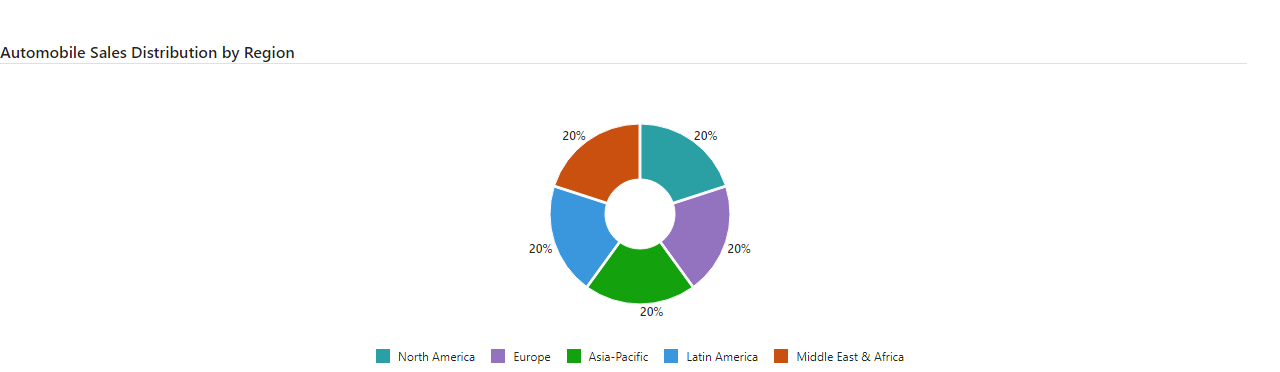 Automobile Sales Distribution by Region
20% 20%
20% 20%
20%
North America Europe Asia-Pacific Latin America Middle East & Africa